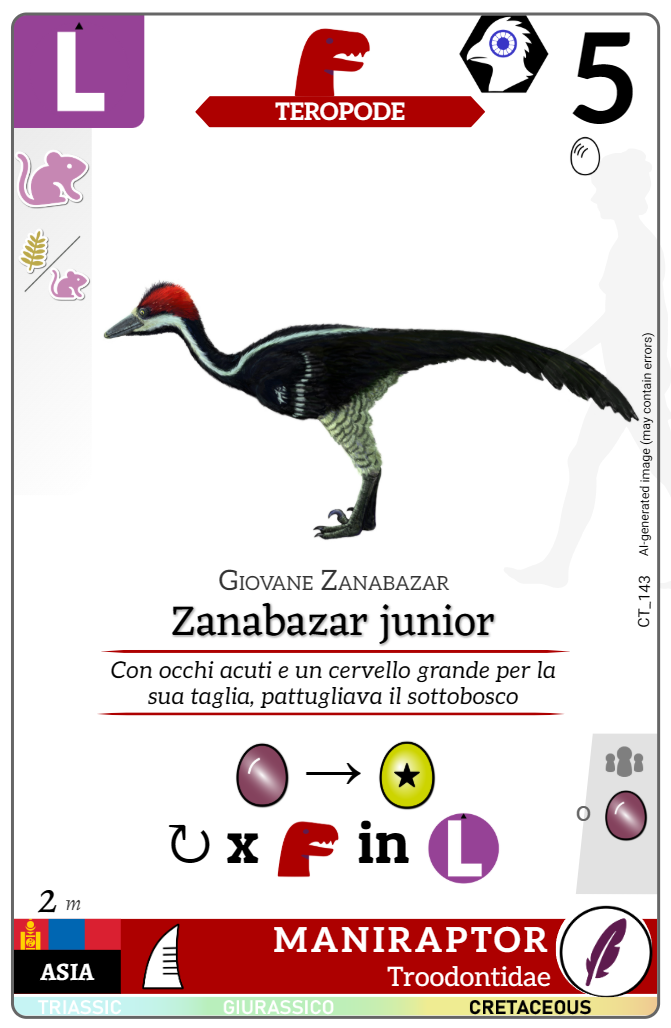 L
TEROPODE
5
AI-generated image (may contain errors)
CT_143
Giovane Zanabazar
Zanabazar junior
Con occhi acuti e un cervello grande per la
sua taglia, pattugliava il sottobosco
→
↻ x in L
o
2 m
ASIA
MANIRAPTOR
Troodontidae
TRIASSIC
GIURASSICO
CRETACEOUS